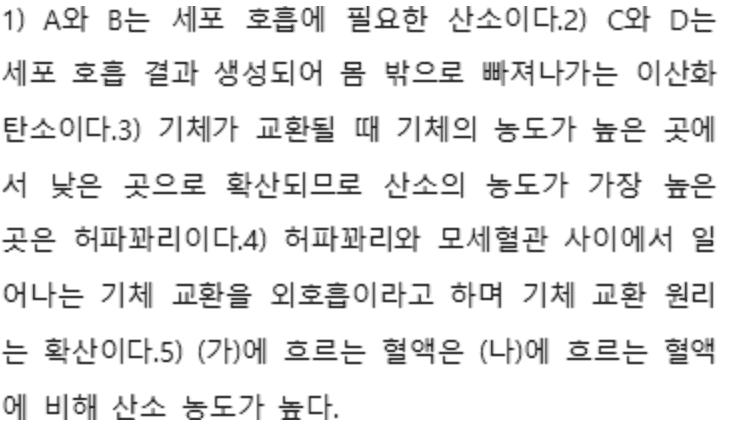 1) A와 B는 세포 호흡에 필요한 산소이다.2) C와 D는
세포 호흡 결과 생성되어 몸 밖으로 빠져나가는 이산화
탄소이다.3) 기체가 교환될 때 기체의 농도가 높은 곳에
서 낮은 곳으로 확산되므로 산소의 농도가 가장 높은
곳은 허파꽈리이다.4) 허파꽈리와 모세혈관 사이에서 일
어나는 기체 교환을 외호흡이라고 하며 기체 교환 원리
는 확산이다.5) (가)에 흐르는 혈액은 (나)에 흐르는 혈액
에 비해 산소 농도가 높다.